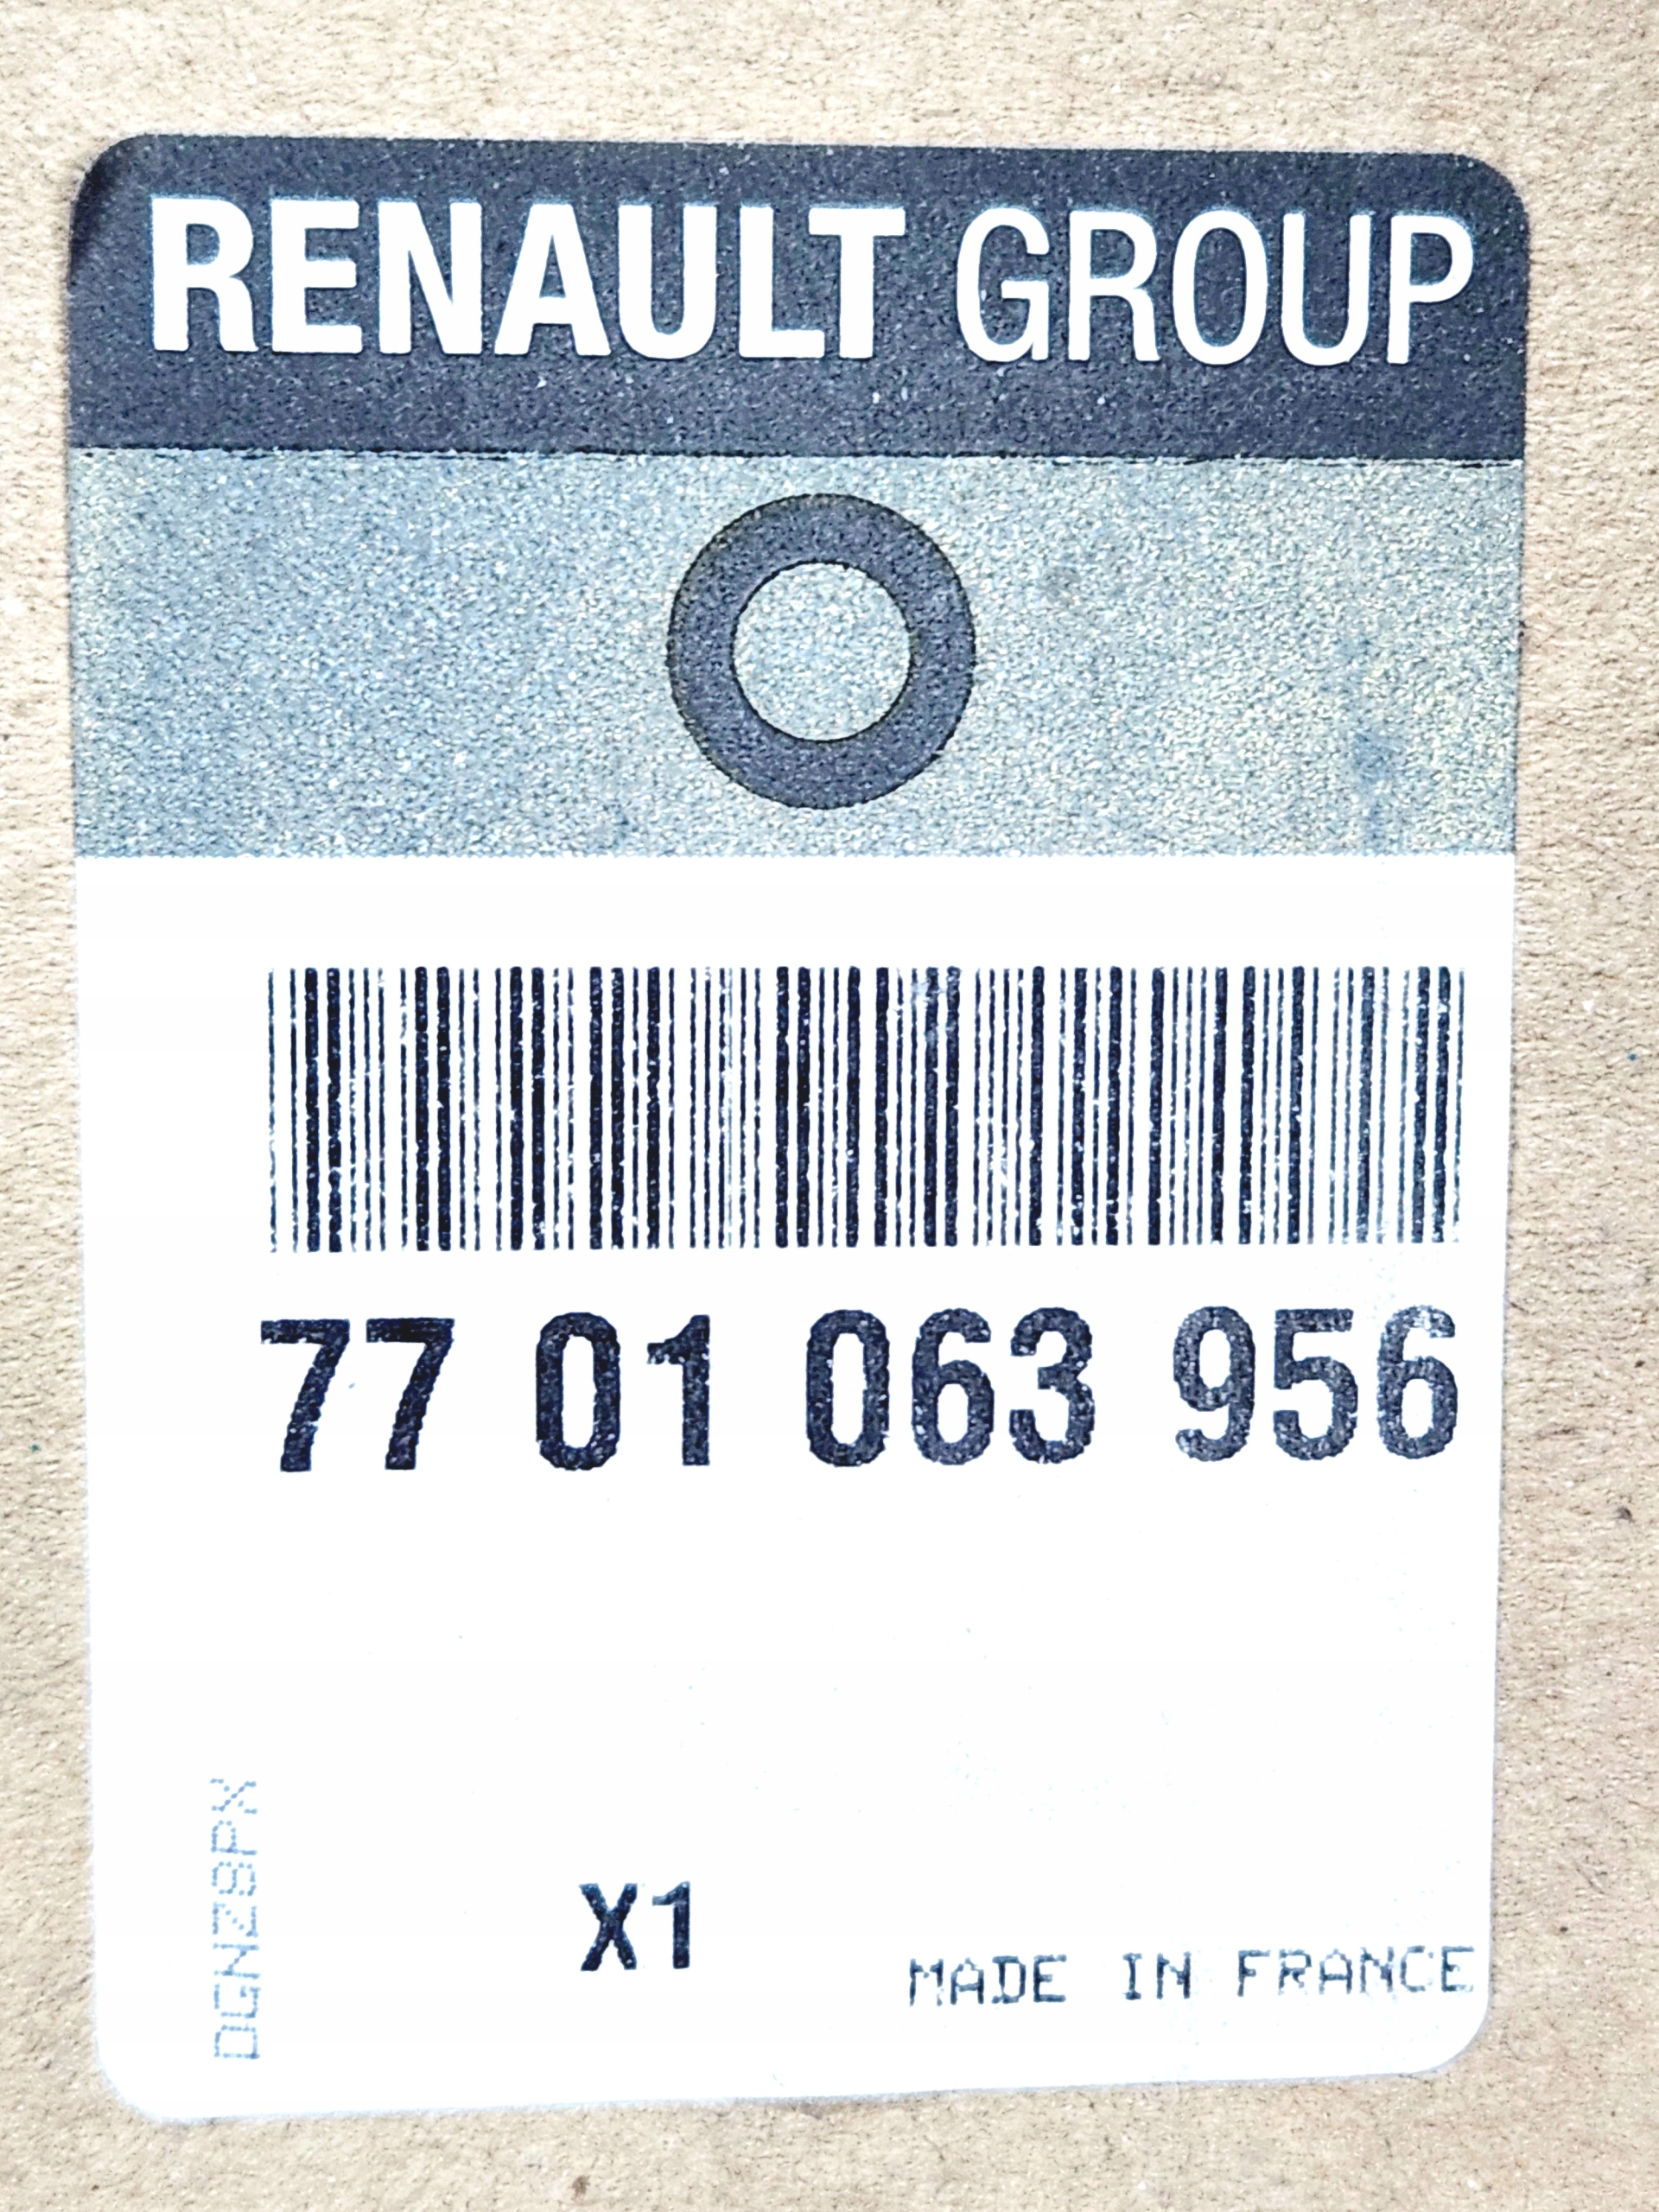 RENAULT GROUP
77 01 063 956
DGNZ8PX
X1
MADE IN FRANCE